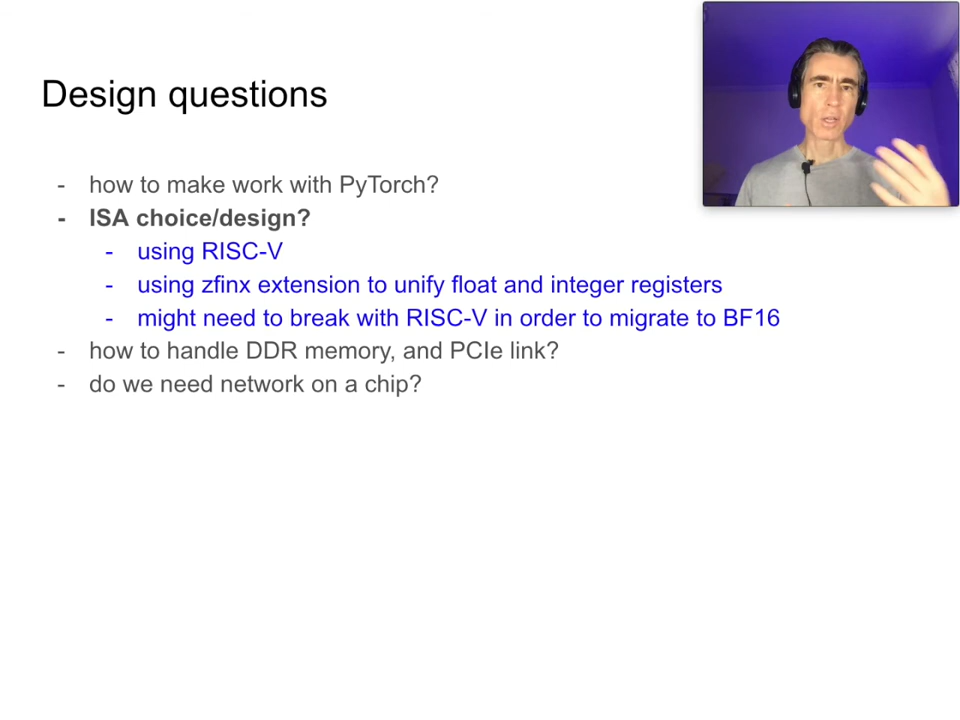 Design questions
- how to make work with PyTorch?
- ISA choice/design?
- using RISC-V
- using zfinx extension to unify float and integer registers
- might need to break with RISC-V in order to migrate to BF16
- how to handle DDR memory, and PCIe link?
- do we need network on a chip?